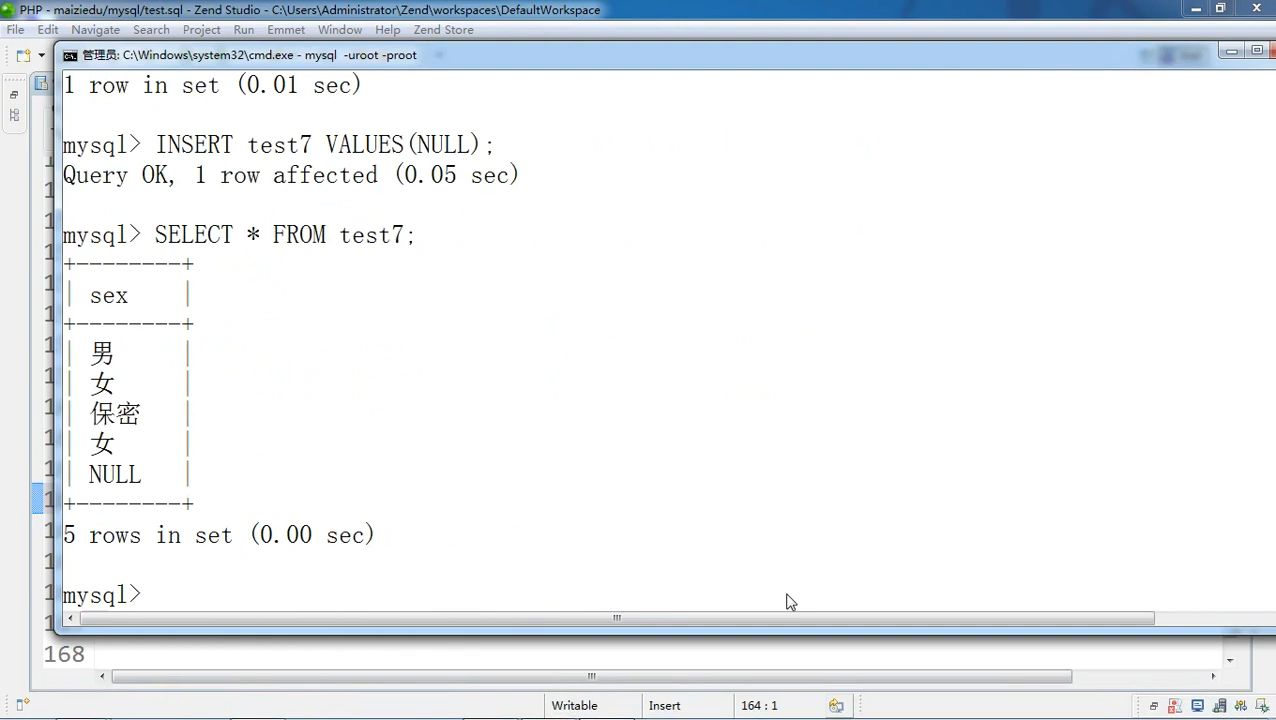 PHP - maiziedu/mysql/test.sql - Zend Studio - C:\Users\Administrator\Zend\workspaces\DefaultWorkspace
File Edit Navigate Search Project Run Emmet Window Help Zend Store
管理员: C:\Windows\system32\cmd.exe - mysql -uroot -proot
1 row in set (0.01 sec)
mysql> INSERT test7 VALUES(NULL);
Query OK, 1 row affected (0.05 sec)
mysql> SELECT * FROM test7;
+--------+
| sex    |
+--------+
| 男     |
| 女     |
| 保密   |
| 女     |
| NULL   |
+--------+
5 rows in set (0.00 sec)
mysql>
168
Writable Insert 164 : 1